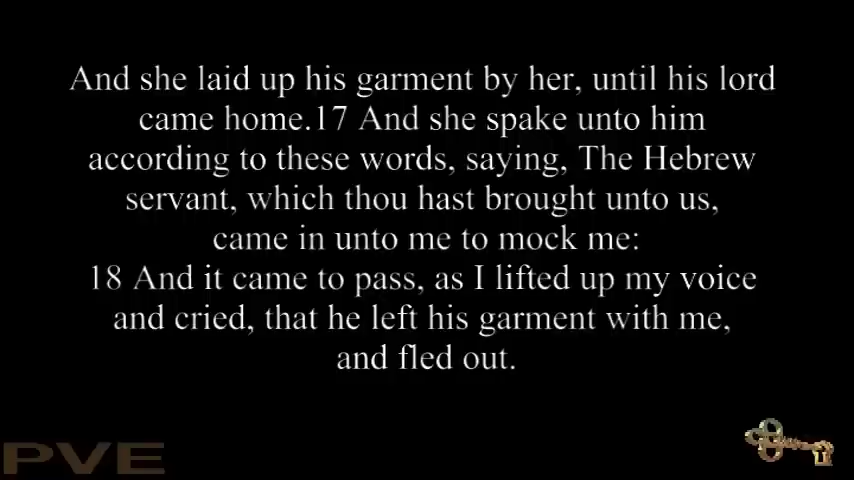 And she laid up his garment by her, until his lord
came home.17 And she spake unto him
according to these words, saying, The Hebrew
servant, which thou hast brought unto us,
came in unto me to mock me:
18 And it came to pass, as I lifted up my voice
and cried, that he left his garment with me,
and fled out.
PVE